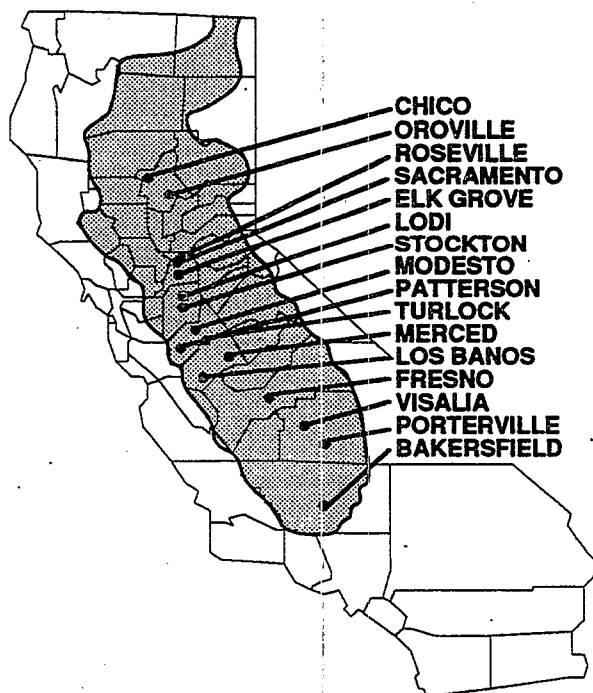 CHICO
OROVILLE
ROSEVILLE
SACRAMENTO
ELK GROVE
LODI
STOCKTON
MODESTO
PATTERSON
TURLOCK
MERCED
LOS BANOS
FRESNO
VISALIA
PORTERVILLE
BAKERSFIELD